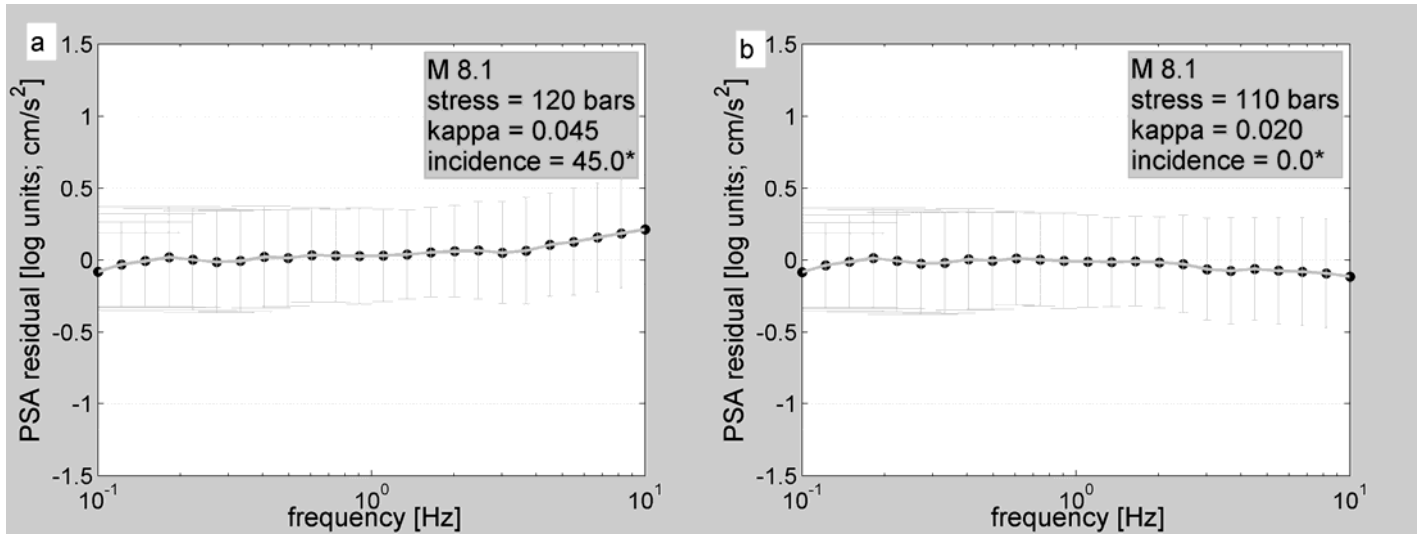 a
1.5
1
0.5
0
-0.5
-1
-1.5
PSA residual [log units; cm/s²]
M 8.1
stress = 120 bars
kappa = 0.045
incidence = 45.0*
10⁻¹
10⁰
10¹
frequency [Hz]
b
1.5
1
0.5
0
-0.5
-1
-1.5
PSA residual [log units; cm/s²]
M 8.1
stress = 110 bars
kappa = 0.020
incidence = 0.0*
10⁻¹
10⁰
10¹
frequency [Hz]